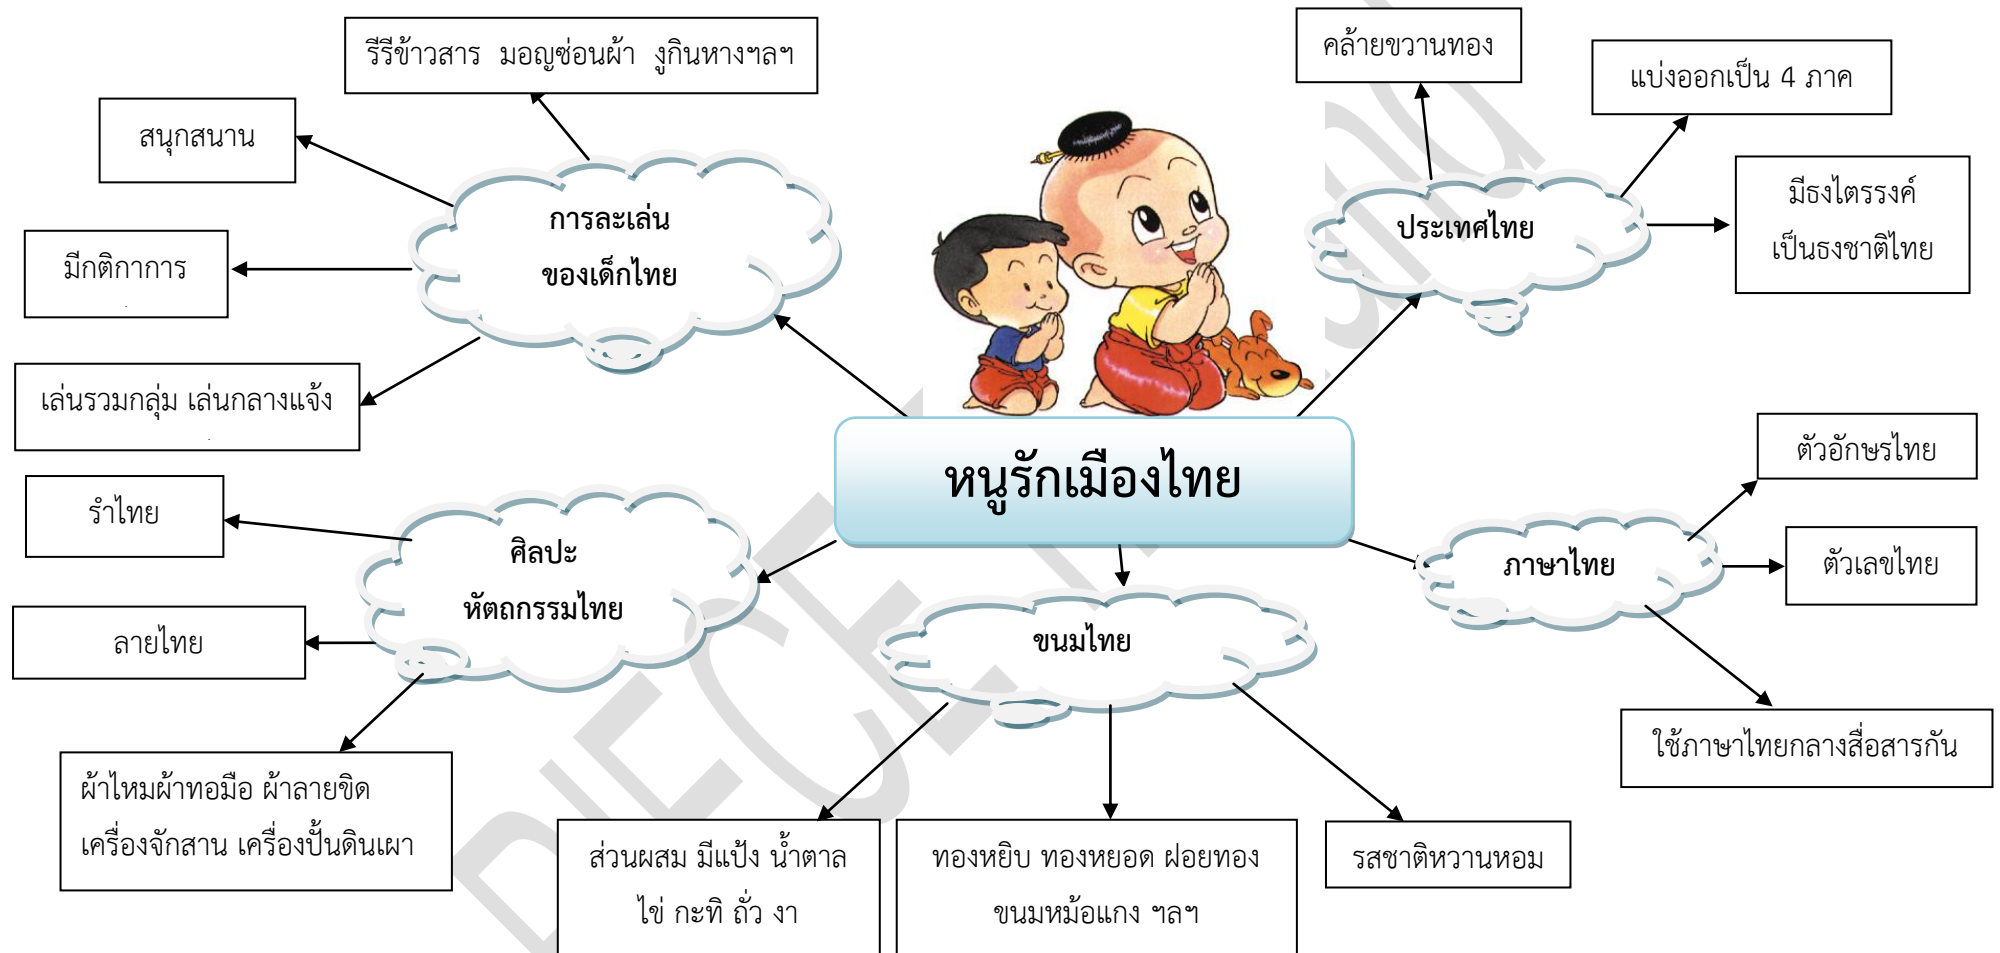 รีรีข้าวสาร มอญซ่อนผ้า งูกินหางฯลฯ
คล้ายขวานทอง
แบ่งออกเป็น 4 ภาค
สนุกสนาน
การละเล่น
ของเด็กไทย
ประเทศไทย
มีธงไตรรงค์
เป็นธงชาติไทย
มีกติกาการ
เล่นรวมกลุ่ม เล่นกลางแจ้ง
หนูรักเมืองไทย
ตัวอักษรไทย
รำไทย
ศิลปะ
หัตถกรรมไทย
ภาษาไทย
ตัวเลขไทย
ลายไทย
ขนมไทย
ใช้ภาษาไทยกลางสื่อสารกัน
ผ้าไหมผ้าทอมือ ผ้าลายขิด
เครื่องจักสาน เครื่องปั้นดินเผา
ส่วนผสม มีแป้ง น้ำตาล
ไข่ กะทิ ถั่ว งา
ทองหยิบ ทองหยอด ฝอยทอง
ขนมหม้อแกง ฯลฯ
รสชาติหวานหอม